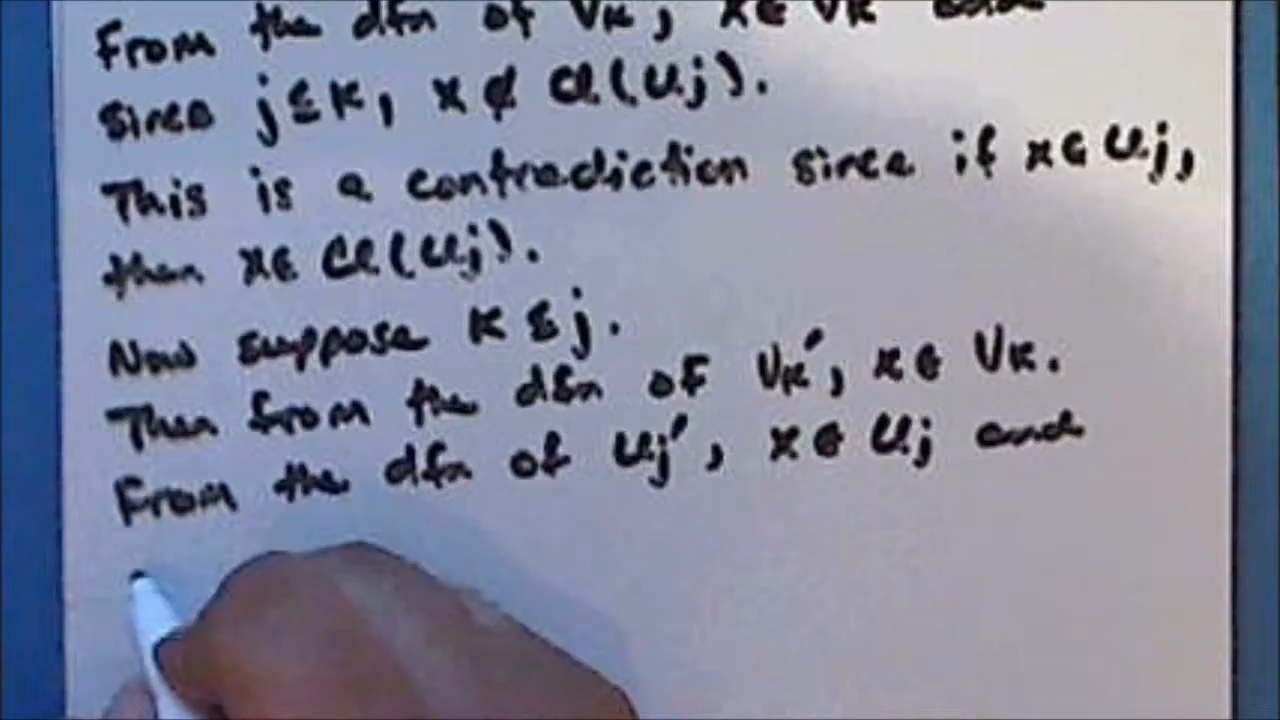 From the dfn of Vk, x ∈ Vk and
since j ≤ k, x ∉ Cl(Uj).
This is a contradiction since if x ∈ Uj,
then x ∈ Cl(Uj).
Now suppose k ≤ j.
Then from the dfn of Vk', x ∈ Vk.
From the dfn of Uj', x ∈ Uj and